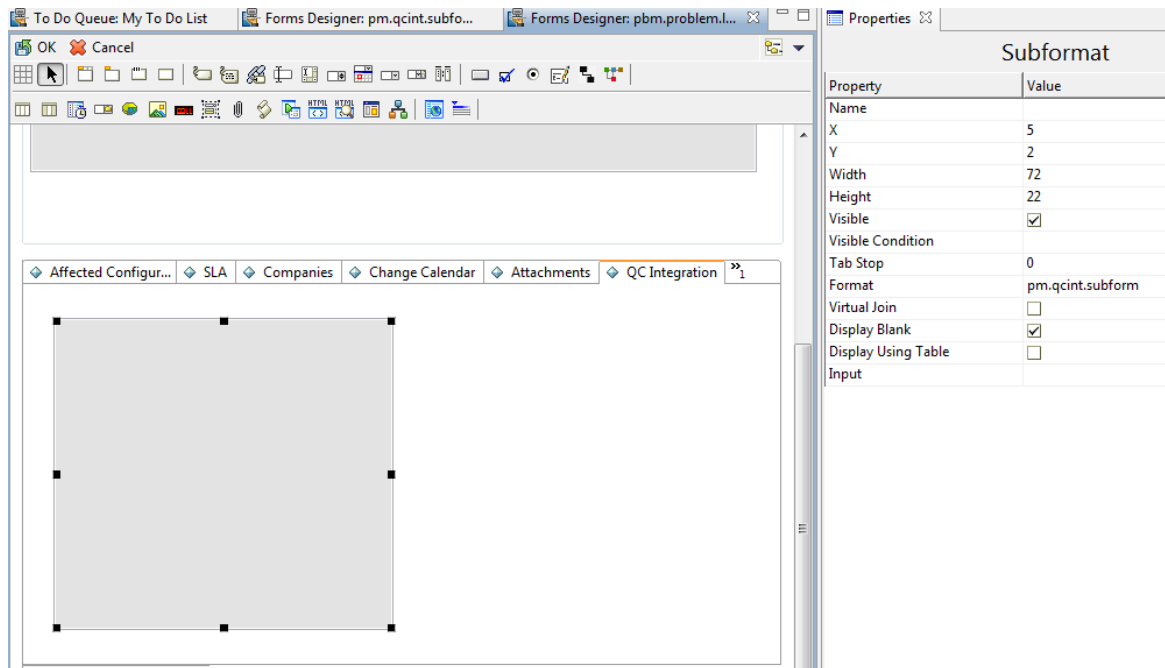 To Do Queue: My To Do List
Forms Designer: pm.qcint.subfo...
Forms Designer: pbm.problem.l...
Properties
OK
Cancel
Subformat
Property Value
Name
X 5
Y 2
Width 72
Height 22
Visible
Visible Condition
Tab Stop 0
Format pm.qcint.subform
Virtual Join
Display Blank
Display Using Table
Input
Affected Configur...
SLA
Companies
Change Calendar
Attachments
QC Integration
»1